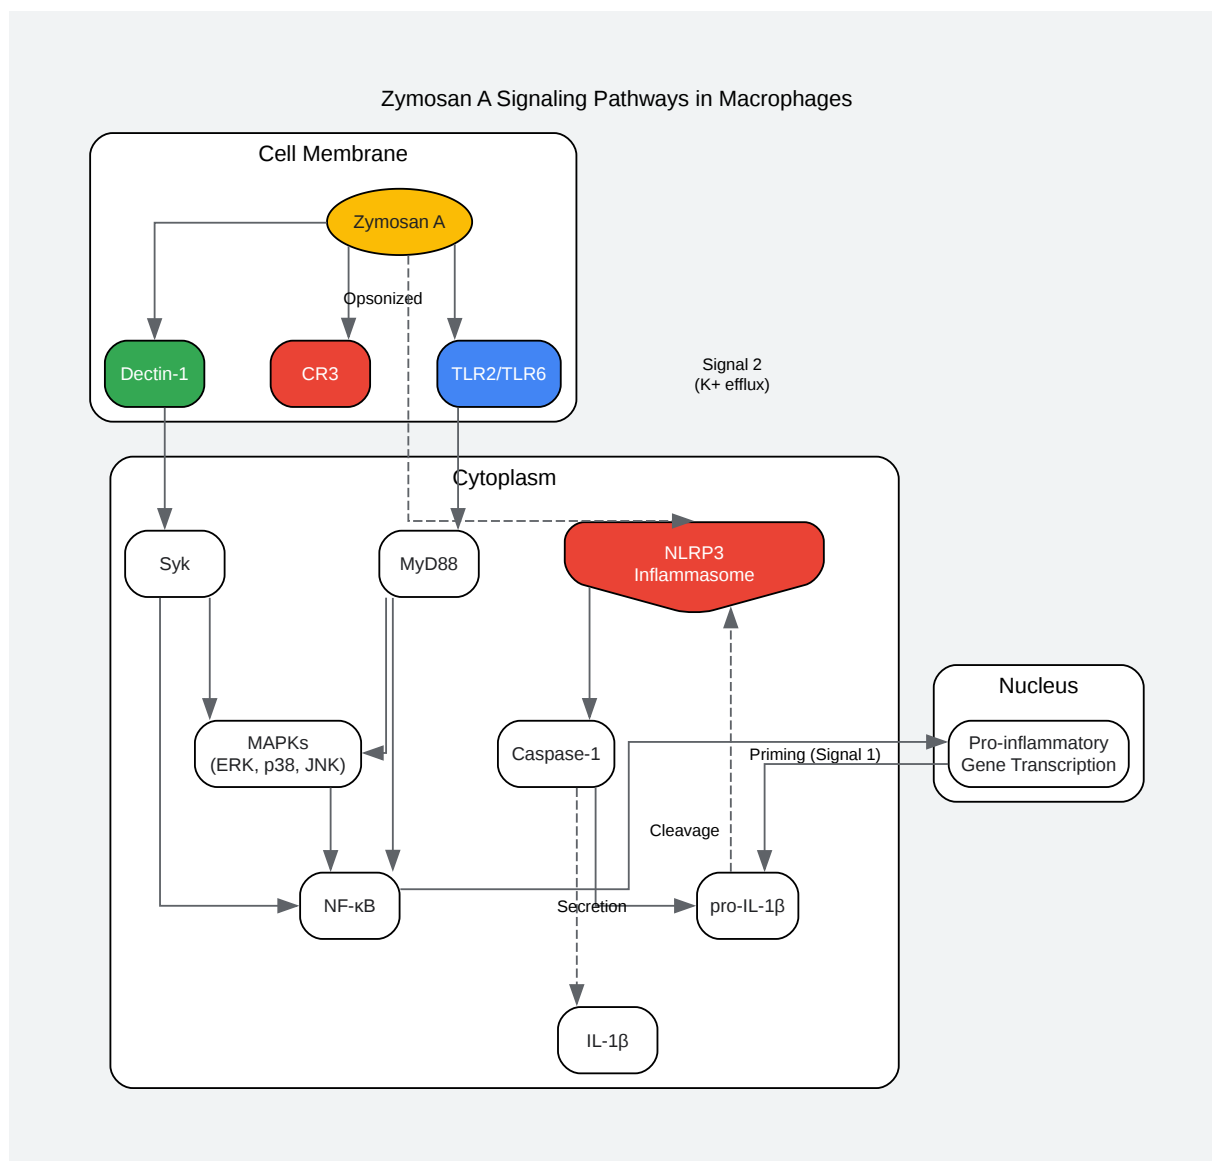 Zymosan A Signaling Pathways in Macrophages
Cell Membrane
Zymosan A
Opsonized
Dectin-1
CR3
TLR2/TLR6
Signal 2
(K+ efflux)
Cytoplasm
Syk
MyD88
NLRP3
Inflammasome
Nucleus
MAPKs
(ERK, p38, JNK)
Caspase-1
Priming (Signal 1)
Pro-inflammatory
Gene Transcription
Cleavage
NF-κB
Secretion
pro-IL-1β
IL-1β